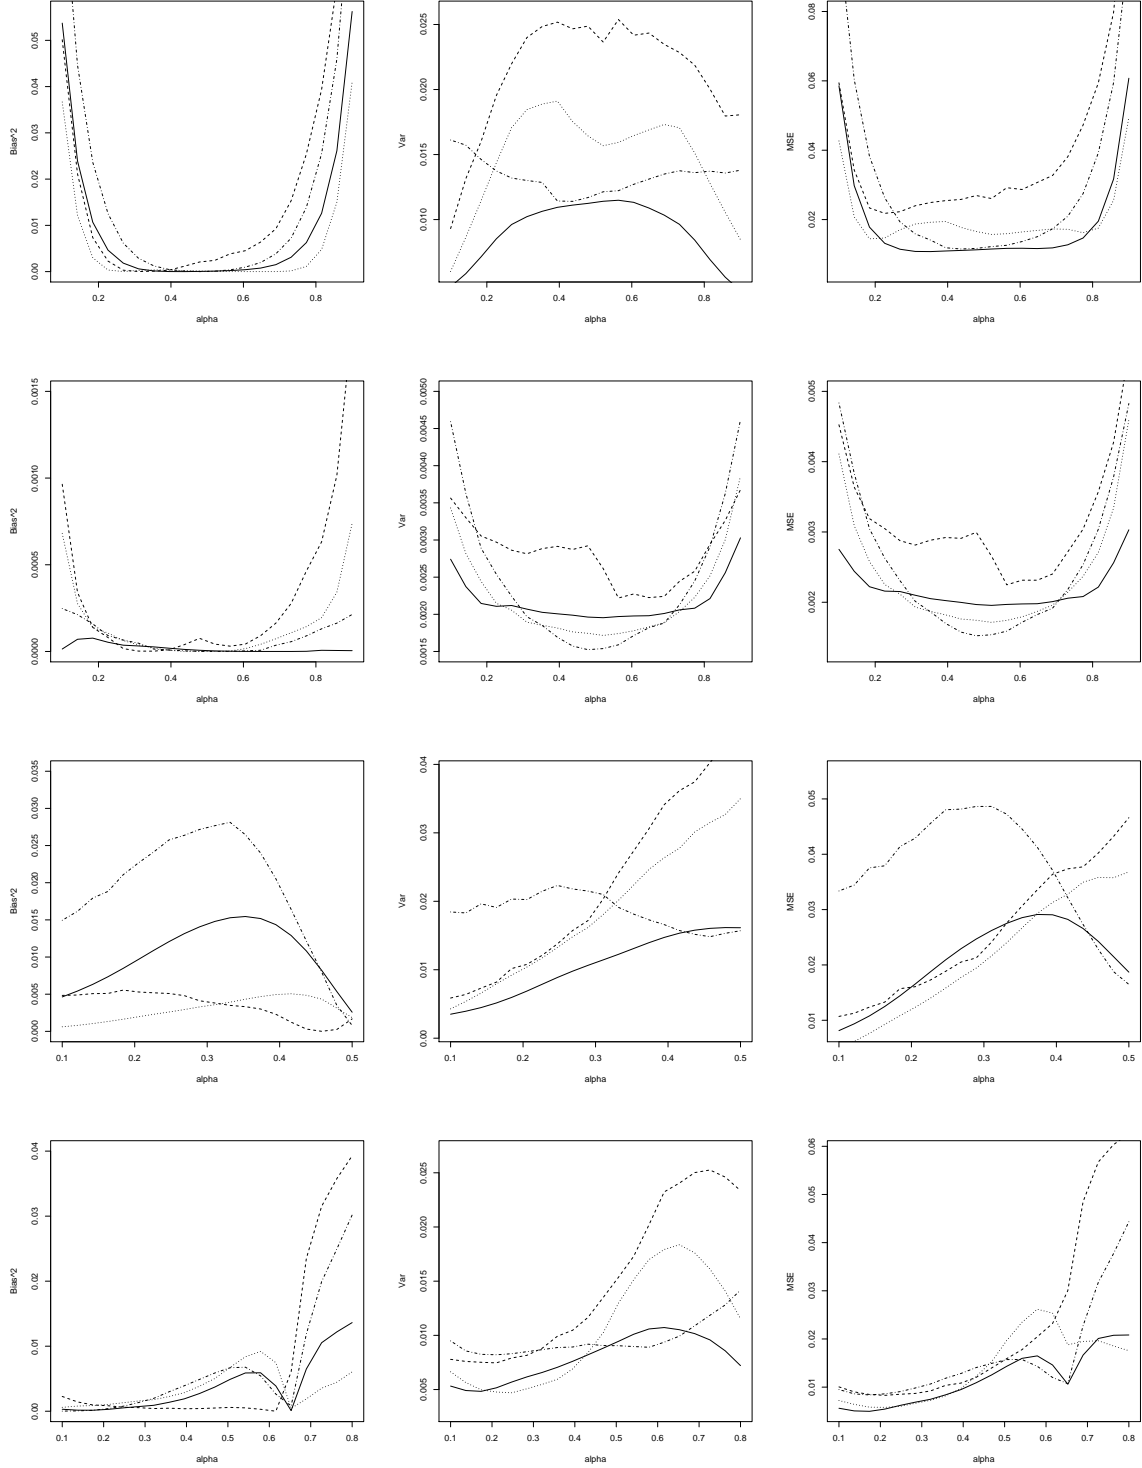 Bias^2
0.00 0.01 0.02 0.03 0.04 0.05
0.2 0.4 0.6 0.8
alpha
Var
0.010 0.015 0.020 0.025
0.2 0.4 0.6 0.8
alpha
MSE
0.02 0.04 0.06 0.08
0.2 0.4 0.6 0.8
alpha
Bias^2
0.0000 0.0005 0.0010 0.0015
0.2 0.4 0.6 0.8
alpha
Var
0.0015 0.0020 0.0025 0.0030 0.0035 0.0040 0.0045 0.0050
0.2 0.4 0.6 0.8
alpha
MSE
0.002 0.003 0.004 0.005
0.2 0.4 0.6 0.8
alpha
Bias^2
0.000 0.005 0.010 0.015 0.020 0.025 0.030 0.035
0.1 0.2 0.3 0.4 0.5
alpha
Var
0.00 0.01 0.02 0.03 0.04
0.1 0.2 0.3 0.4 0.5
alpha
MSE
0.01 0.02 0.03 0.04 0.05
0.1 0.2 0.3 0.4 0.5
alpha
Bias^2
0.00 0.01 0.02 0.03 0.04
0.1 0.2 0.3 0.4 0.5 0.6 0.7 0.8
alpha
Var
0.005 0.010 0.015 0.020 0.025
0.1 0.2 0.3 0.4 0.5 0.6 0.7 0.8
alpha
MSE
0.01 0.02 0.03 0.04 0.05 0.06
0.1 0.2 0.3 0.4 0.5 0.6 0.7 0.8
alpha